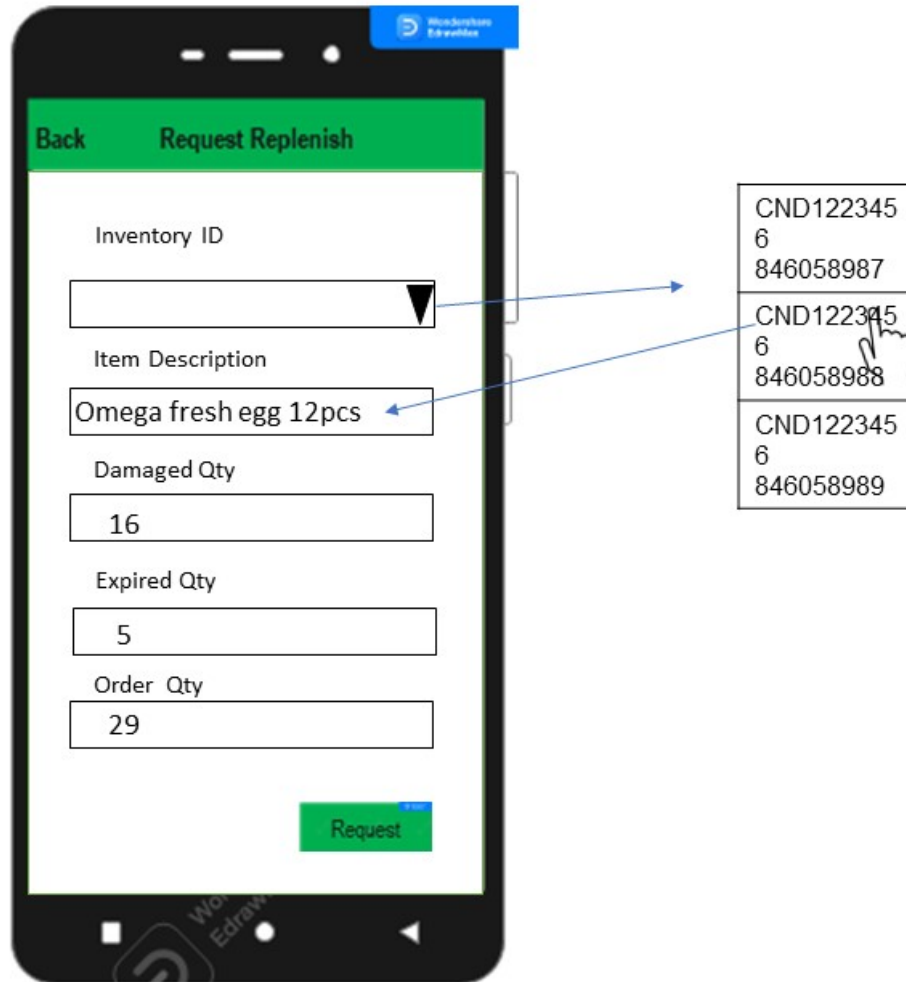 Wondershare
EdrawMax
Back Request Replenish
Inventory ID
Item Description
Omega fresh egg 12pcs
Damaged Qty
16
Expired Qty
5
Order Qty
29
Request
CND122345
6
846058987
CND122345
6
846058988
CND122345
6
846058989